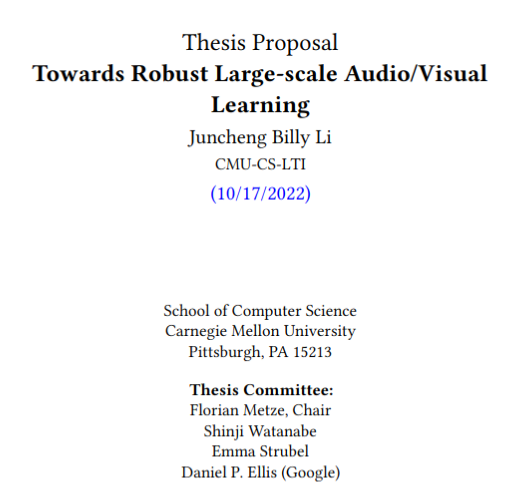 Thesis Proposal
Towards Robust Large-scale Audio/Visual
Learning
Juncheng Billy Li
CMU-CS-LTI
(10/17/2022)
School of Computer Science
Carnegie Mellon University
Pittsburgh, PA 15213
Thesis Committee:
Florian Metze, Chair
Shinji Watanabe
Emma Strubel
Daniel P. Ellis (Google)